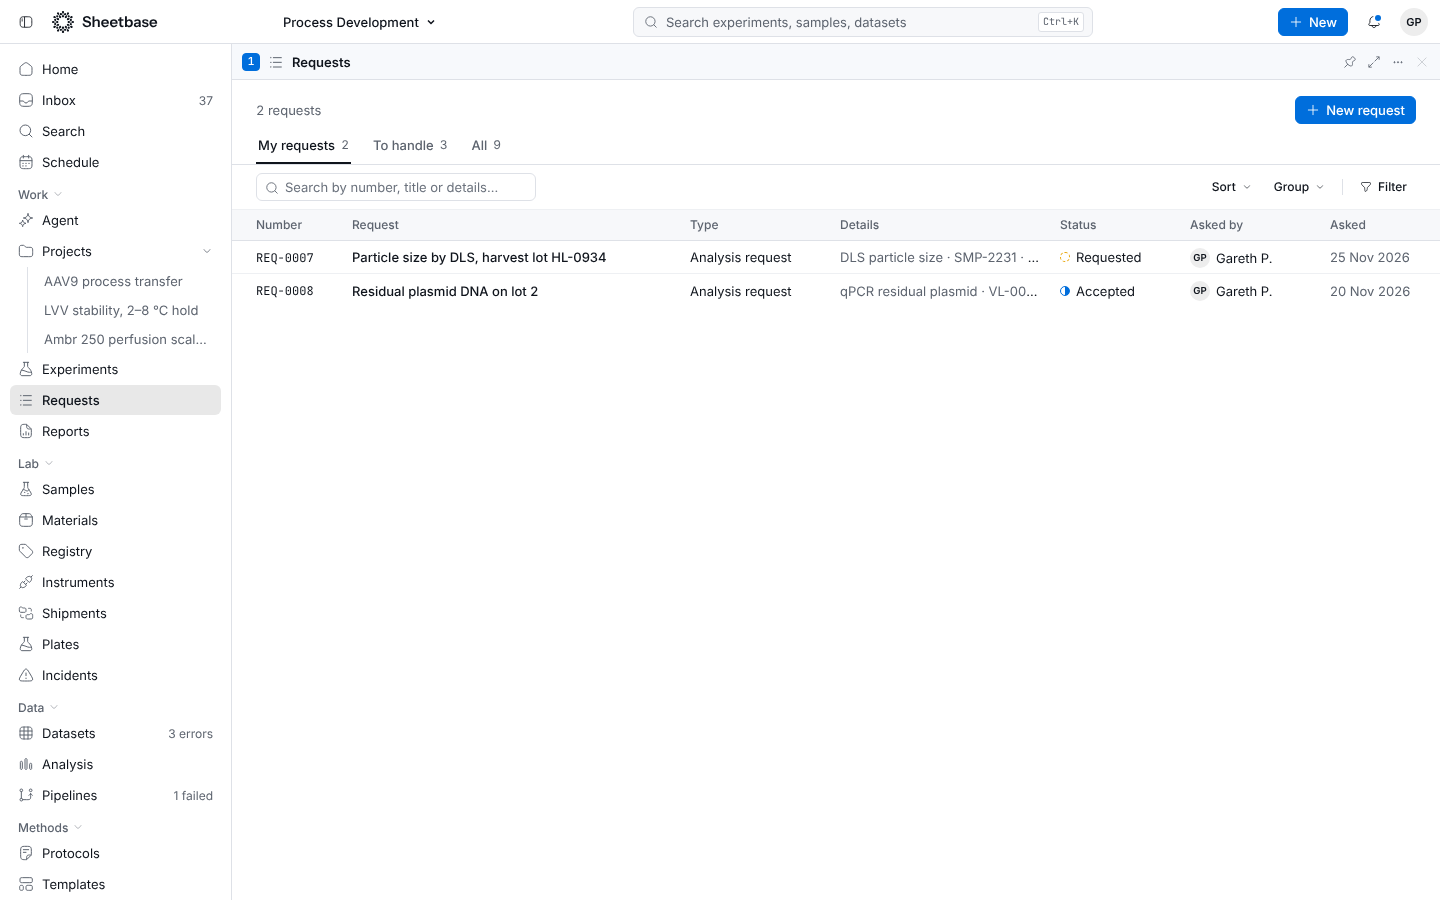 Sheetbase
Process Development
Search experiments, samples, datasets
Ctrl+K
New
GP
Home
Inbox 37
Search
Schedule
Work
Agent
Projects
AAV9 process transfer
LVV stability, 2–8 °C hold
Ambr 250 perfusion scal...
Experiments
Requests
Reports
Lab
Samples
Materials
Registry
Instruments
Shipments
Plates
Incidents
Data
Datasets 3 errors
Analysis
Pipelines 1 failed
Methods
Protocols
Templates
1 Requests
2 requests
New request
My requests 2 To handle 3 All 9
Search by number, title or details...
Sort Group Filter
Number Request Type Details Status Asked by Asked
REQ-0007 Particle size by DLS, harvest lot HL-0934 Analysis request DLS particle size · SMP-2231 · ... Requested GP Gareth P. 25 Nov 2026
REQ-0008 Residual plasmid DNA on lot 2 Analysis request qPCR residual plasmid · VL-00... Accepted GP Gareth P. 20 Nov 2026